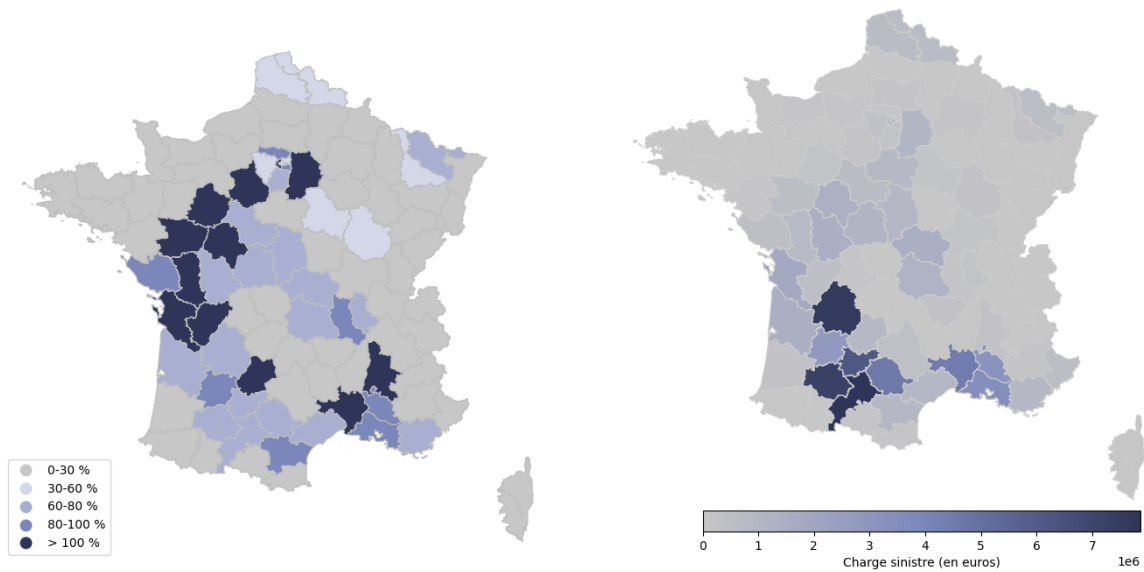 0-30 %
30-60 %
60-80 %
80-100 %
> 100 %
0 1 2 3 4 5 6 7
1e6
Charge sinistre (en euros)